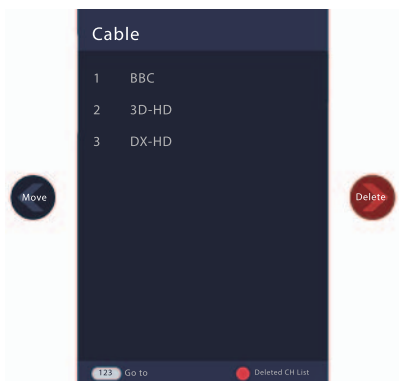 Cable
1 BBC
2 3D-HD
3 DX-HD
Move
Delete
123 Go to
Deleted CH List